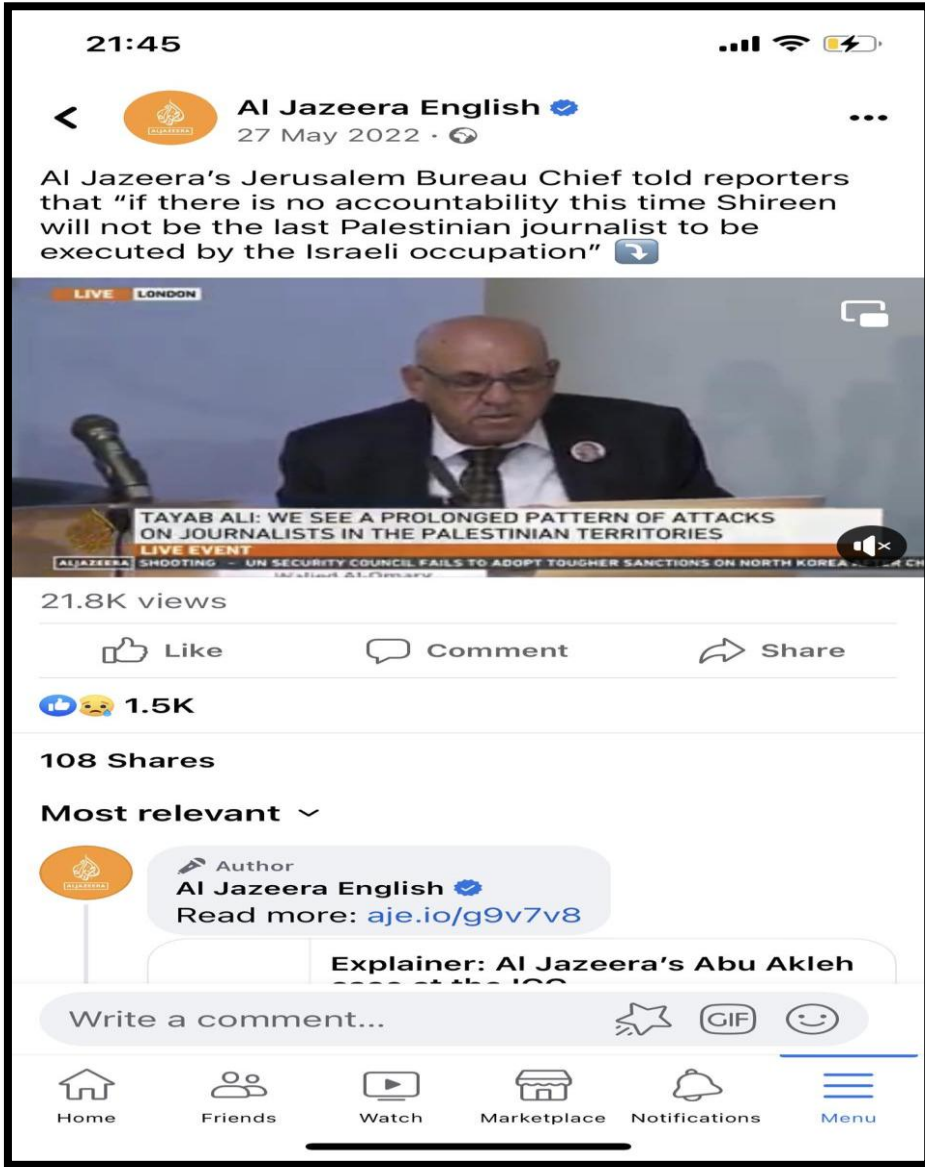 21:45
Al Jazeera English
27 May 2022 ·
Al Jazeera's Jerusalem Bureau Chief told reporters
that "if there is no accountability this time Shireen
will not be the last Palestinian journalist to be
executed by the Israeli occupation"
LIVE LONDON
TAYAB ALI: WE SEE A PROLONGED PATTERN OF ATTACKS
ON JOURNALISTS IN THE PALESTINIAN TERRITORIES
LIVE EVENT
ALJAZEERA SHOOTING - UN SECURITY COUNCIL FAILS TO ADOPT TOUGHER SANCTIONS ON NORTH KOREA
21.8K views
Like Comment Share
1.5K
108 Shares
Most relevant
ALJAZEERA
Author
Al Jazeera English
Read more: aje.io/g9v7v8
Explainer: Al Jazeera's Abu Akleh
Write a comment...
GIF
Home Friends Watch Marketplace Notifications Menu